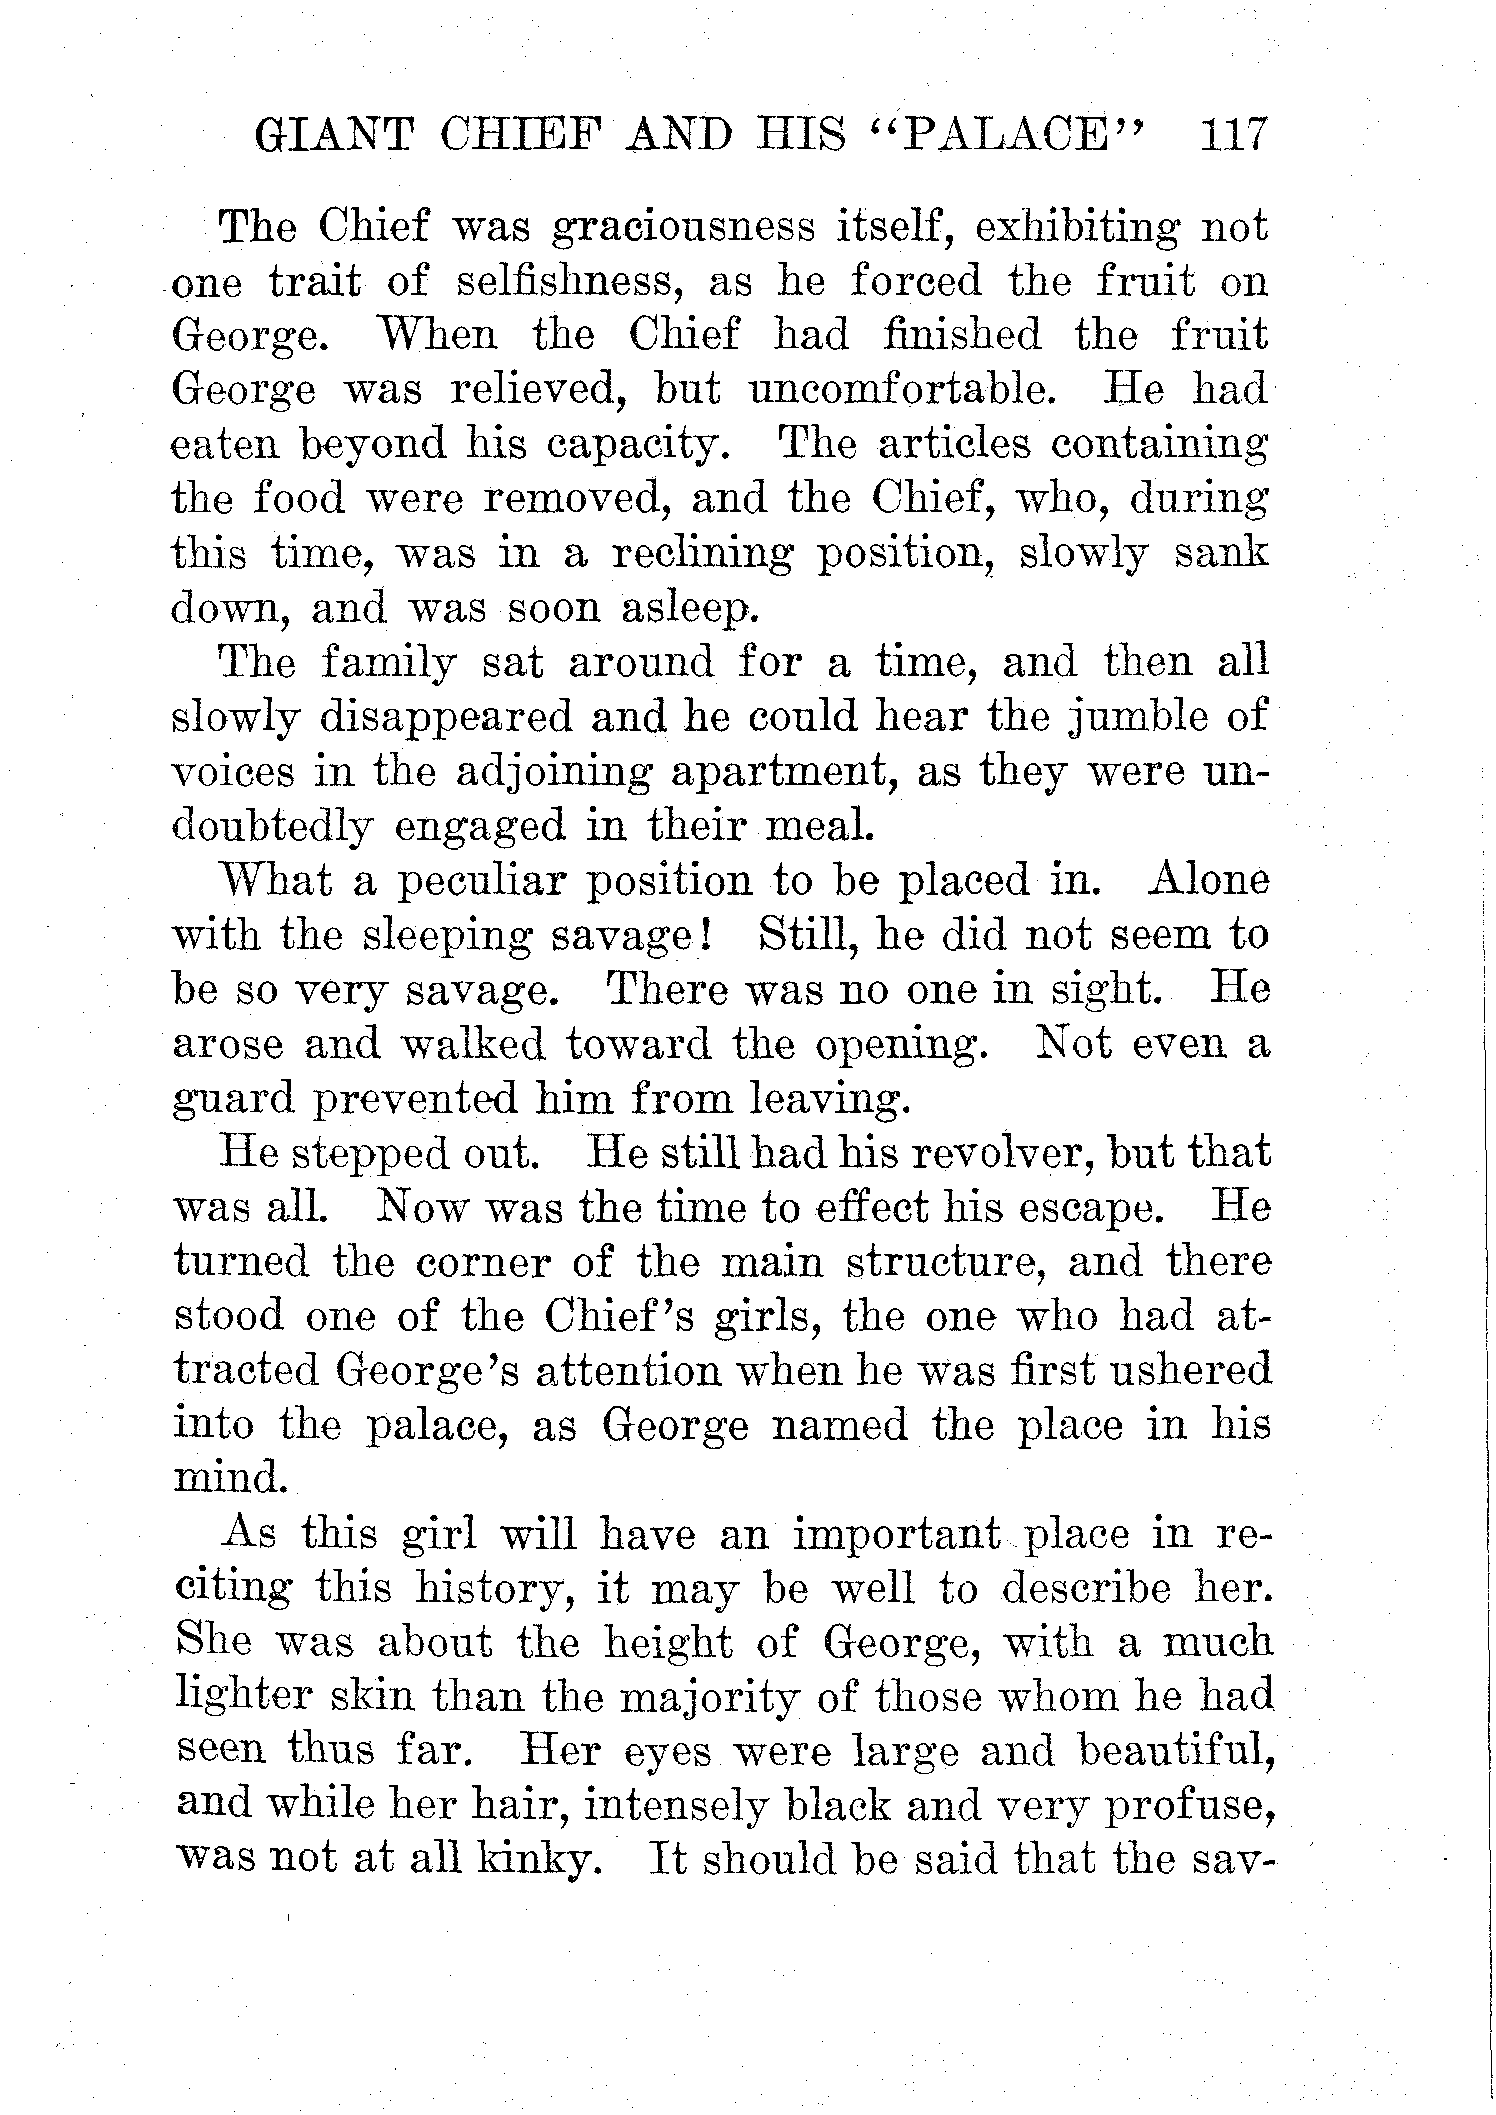 GIANT CHIEF AND HIS “PALACE” 117
The Chief was graciousness itself, exhibiting not
one trait of selfishness, as he forced the fruit on
George. When the Chief had finished the fruit
George was relieved, but uncomfortable. He had
eaten beyond his capacity. The articles containing
the food were removed, and the Chief, who, during
this time, was in a reclining position, slowly sank
down, and was soon asleep.
The family sat around for a time, and then all
slowly disappeared and he could hear the jumble of
voices in the adjoining apartment, as they were un-
doubtedly engaged in their meal.
What a peculiar position to be placed in. Alone
with the sleeping savage! Still, he did not seem to
be so very savage. There was no one in sight. He
arose and walked toward the opening. Not even a
guard prevented him from leaving.
He stepped out. He still had his revolver, but that
was all. Now was the time to effect his escape. He
turned the corner of the main structure, and there
stood one of the Chief’s girls, the one who had at-
tracted George’s attention when he was first ushered
into the palace, as George named the place in his
mind.
As this girl will have an important place in re-
citing this history, it may be well to describe her.
She was about the height of George, with a much
lighter skin than the majority of those whom he had
seen thus far. Her eyes were large and beautiful,
and while her hair, intensely black and very profuse,
was not at all kinky. It should be said that the sav-